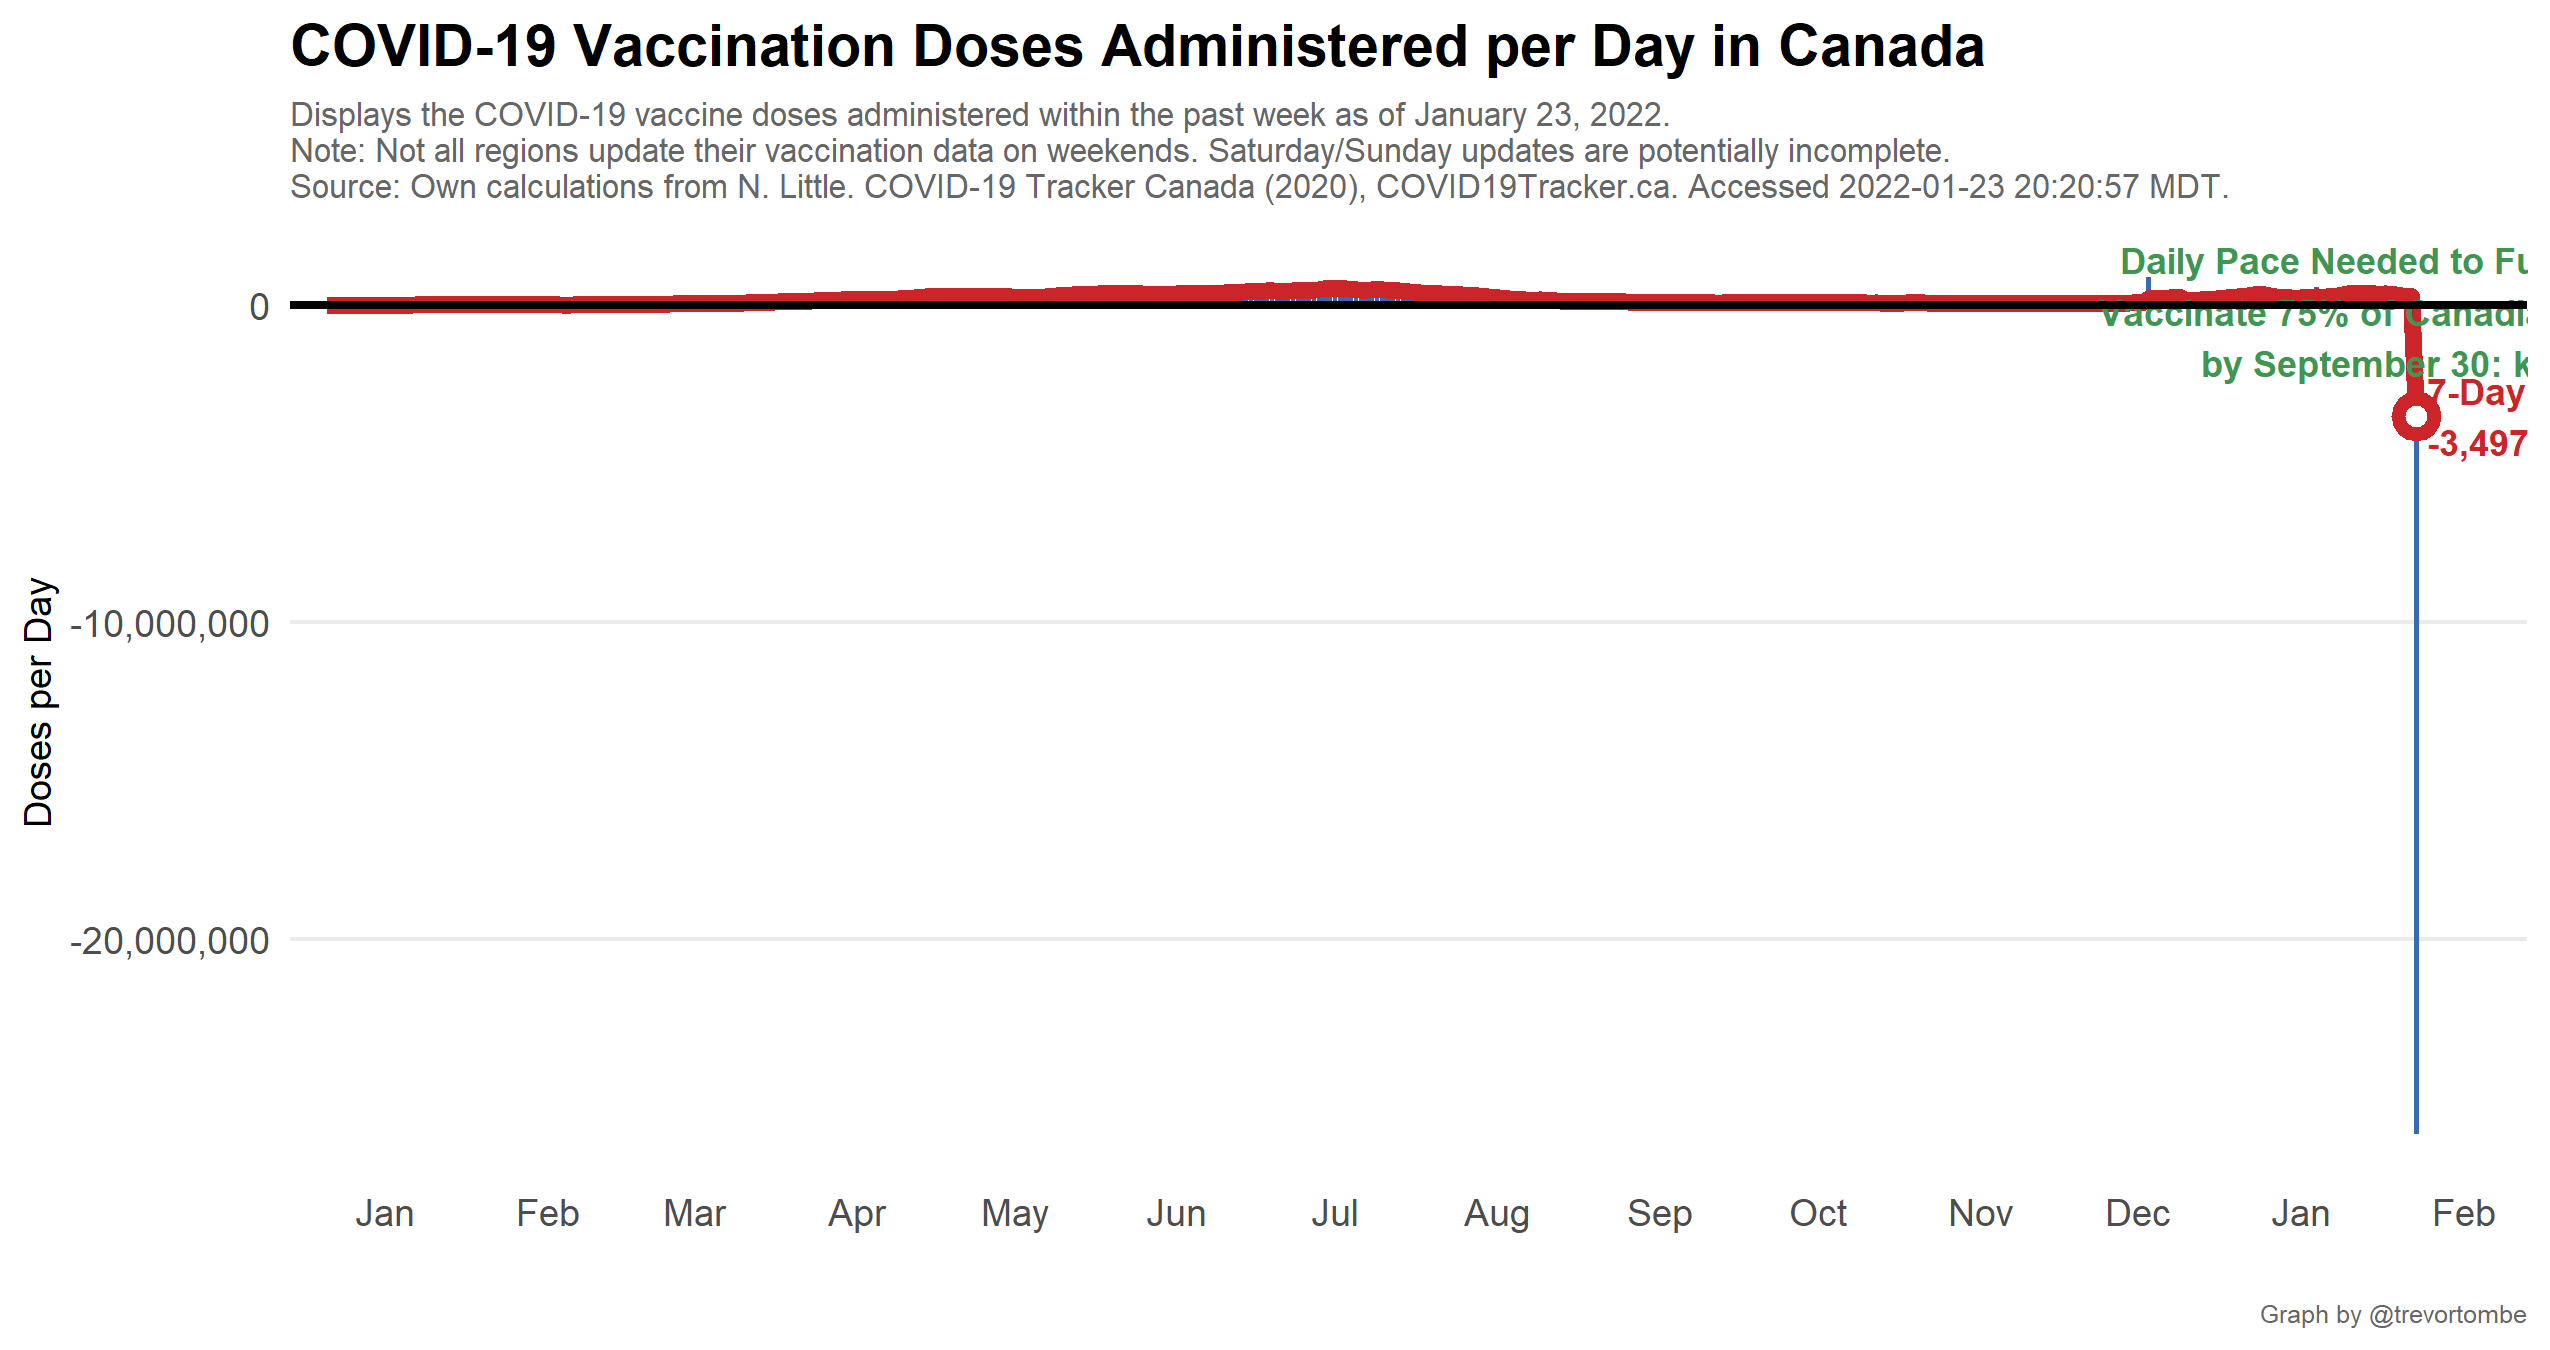 COVID-19 Vaccination Doses Administered per Day in Canada
Displays the COVID-19 vaccine doses administered within the past week as of January 23, 2022.
Note: Not all regions update their vaccination data on weekends. Saturday/Sunday updates are potentially incomplete.
Source: Own calculations from N. Little. COVID-19 Tracker Canada (2020), COVID19Tracker.ca. Accessed 2022-01-23 20:20:57 MDT.
Daily Pace Needed to Fu
Vaccinate 75% of Canadia
by September 30: k
7-Day
-3,497
0
-10,000,000
-20,000,000
Doses per Day
Jan Feb Mar Apr May Jun Jul Aug Sep Oct Nov Dec Jan Feb
Graph by @trevortombe